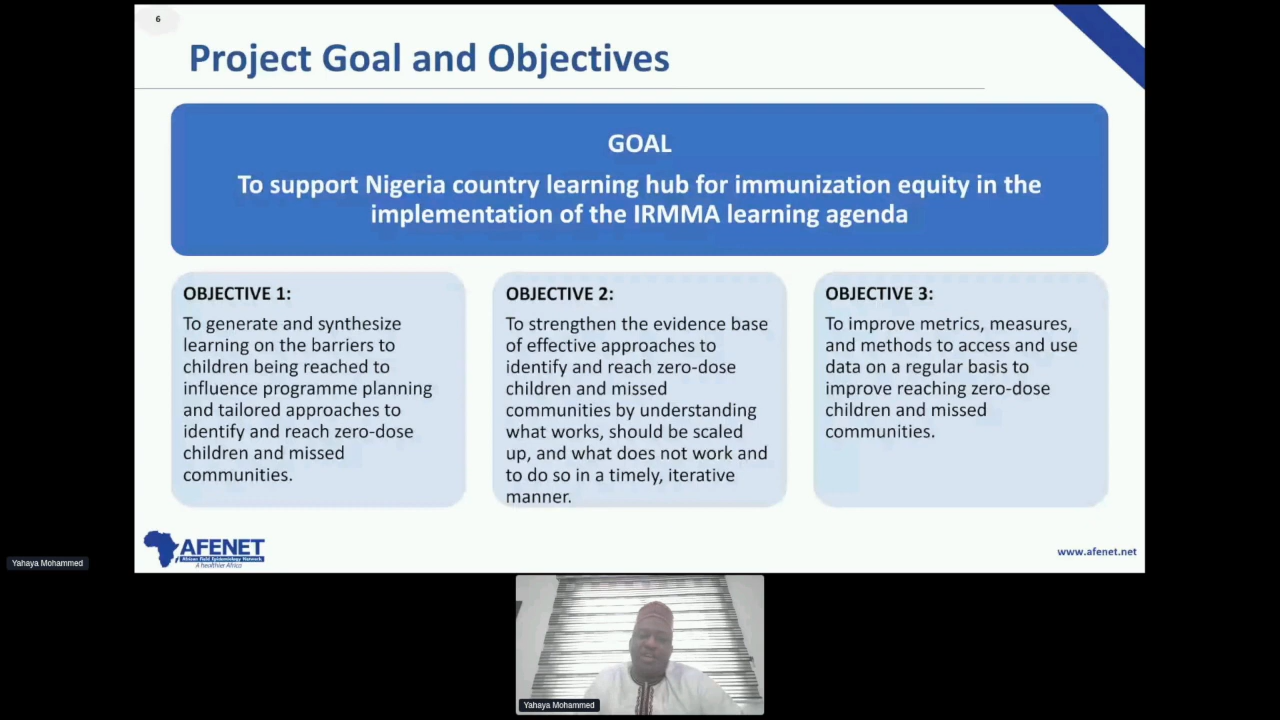 6
Project Goal and Objectives
GOAL
To support Nigeria country learning hub for immunization equity in the
implementation of the IRMMA learning agenda
OBJECTIVE 1:
To generate and synthesize
learning on the barriers to
children being reached to
influence programme planning
and tailored approaches to
identify and reach zero-dose
children and missed
communities.
OBJECTIVE 2:
To strengthen the evidence base
of effective approaches to
identify and reach zero-dose
children and missed
communities by understanding
what works, should be scaled
up, and what does not work and
to do so in a timely, iterative
manner.
OBJECTIVE 3:
To improve metrics, measures,
and methods to access and use
data on a regular basis to
improve reaching zero-dose
children and missed
communities.
AFENET
African Field Epidemiology Network
A healthier Africa
www.afenet.net
Yahaya Mohammed
Yahaya Mohammed